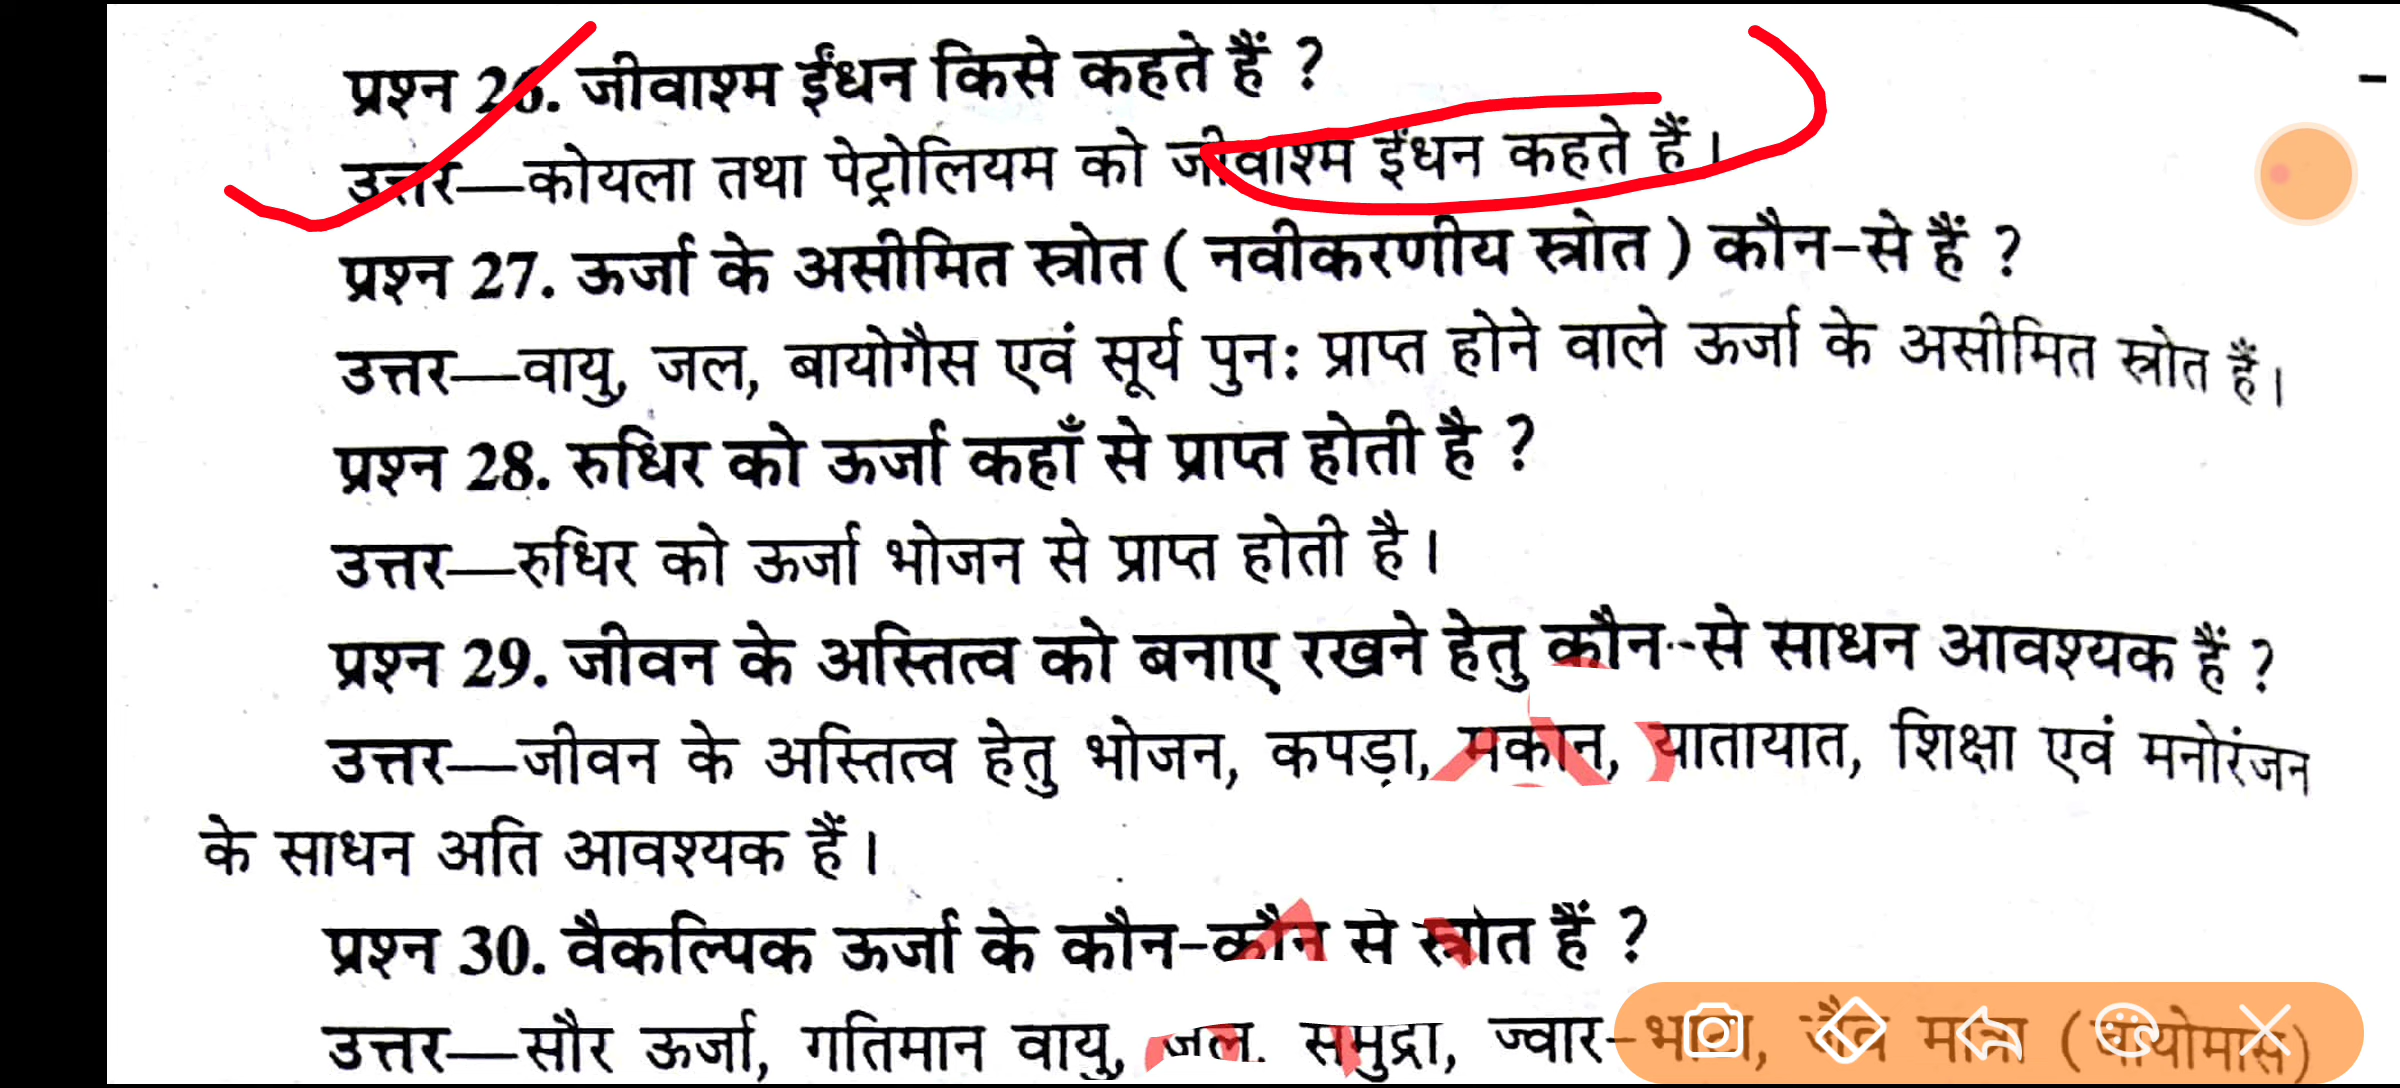 प्रश्न 26. जीवाश्म ईंधन किसे कहते हैं ?
उत्तर—कोयला तथा पेट्रोलियम को जीवाश्म ईंधन कहते हैं।
प्रश्न 27. ऊर्जा के असीमित स्त्रोत ( नवीकरणीय स्त्रोत ) कौन-से हैं ?
उत्तर—वायु, जल, बायोगैस एवं सूर्य पुनः प्राप्त होने वाले ऊर्जा के असीमित स्त्रोत हैं।
प्रश्न 28. रुधिर को ऊर्जा कहाँ से प्राप्त होती है ?
उत्तर—रुधिर को ऊर्जा भोजन से प्राप्त होती है।
प्रश्न 29. जीवन के अस्तित्व को बनाए रखने हेतु कौन-से साधन आवश्यक हैं ?
उत्तर—जीवन के अस्तित्व हेतु भोजन, कपड़ा, मकान, यातायात, शिक्षा एवं मनोरंजन
के साधन अति आवश्यक हैं।
प्रश्न 30. वैकल्पिक ऊर्जा के कौन-कौन से स्त्रोत हैं ?
उत्तर—सौर ऊर्जा, गतिमान वायु, जल. समुद्रा, ज्वार- जैव मात्रा (बायोमास)